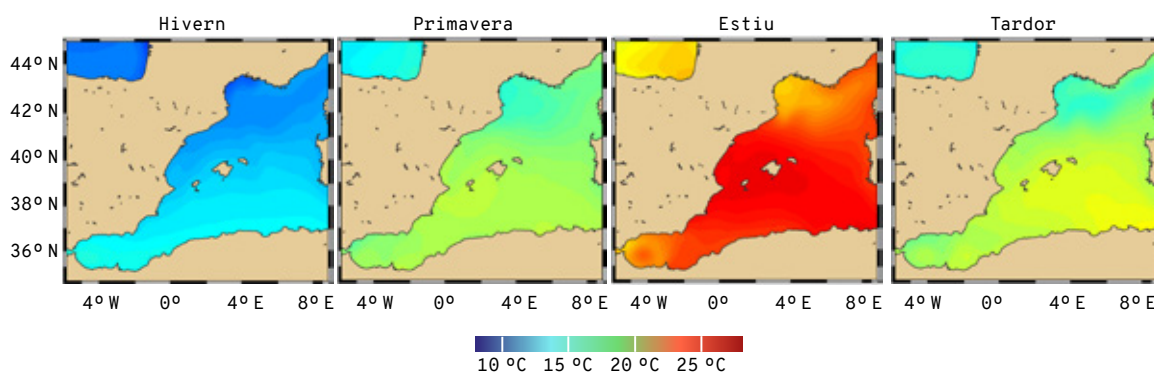 Hivern Primavera Estiu Tardor
44º N
42º N
40º N
38º N
36º N
4º W 0º 4º E 8º E 4º W 0º 4º E 8º E 4º W 0º 4º E 8º E 4º W 0º 4º E 8º E
10 ºC 15 ºC 20 ºC 25 ºC